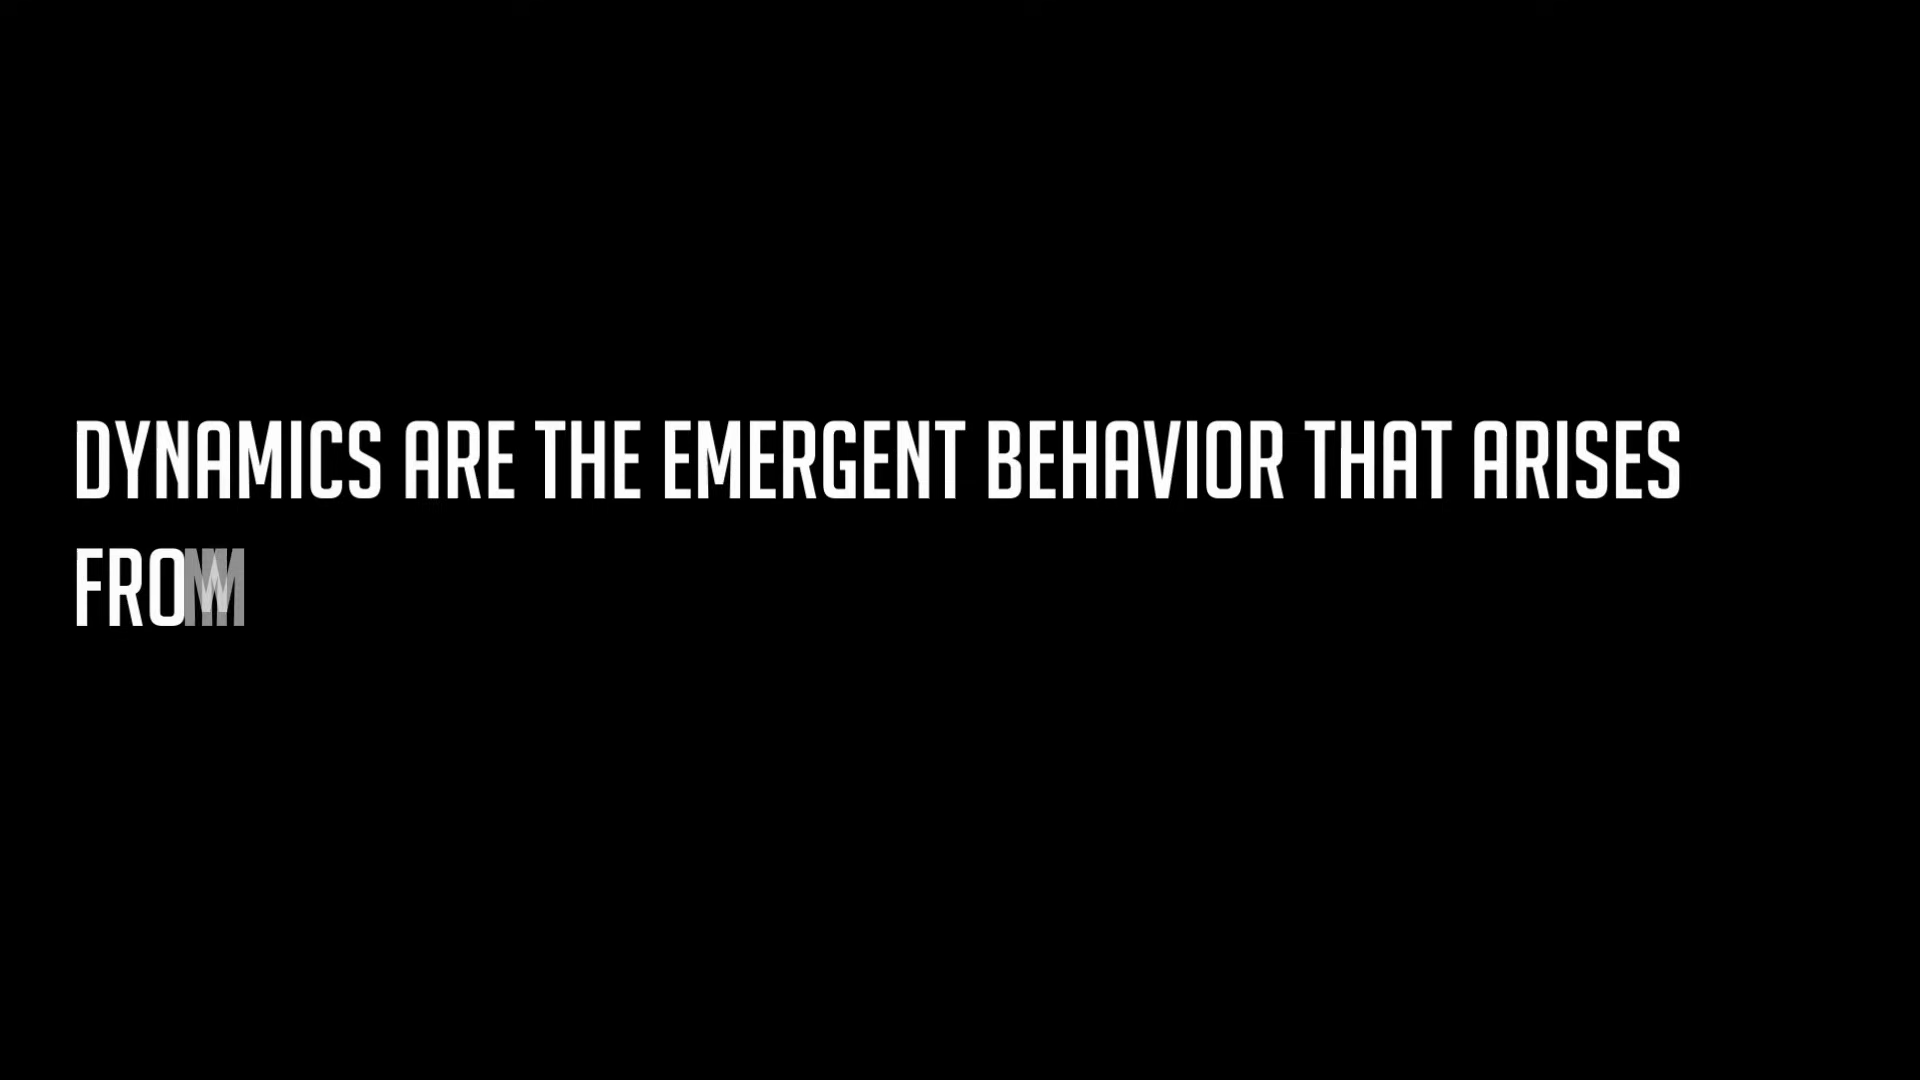 DYNAMICS ARE THE EMERGENT BEHAVIOR THAT ARISES
FROM